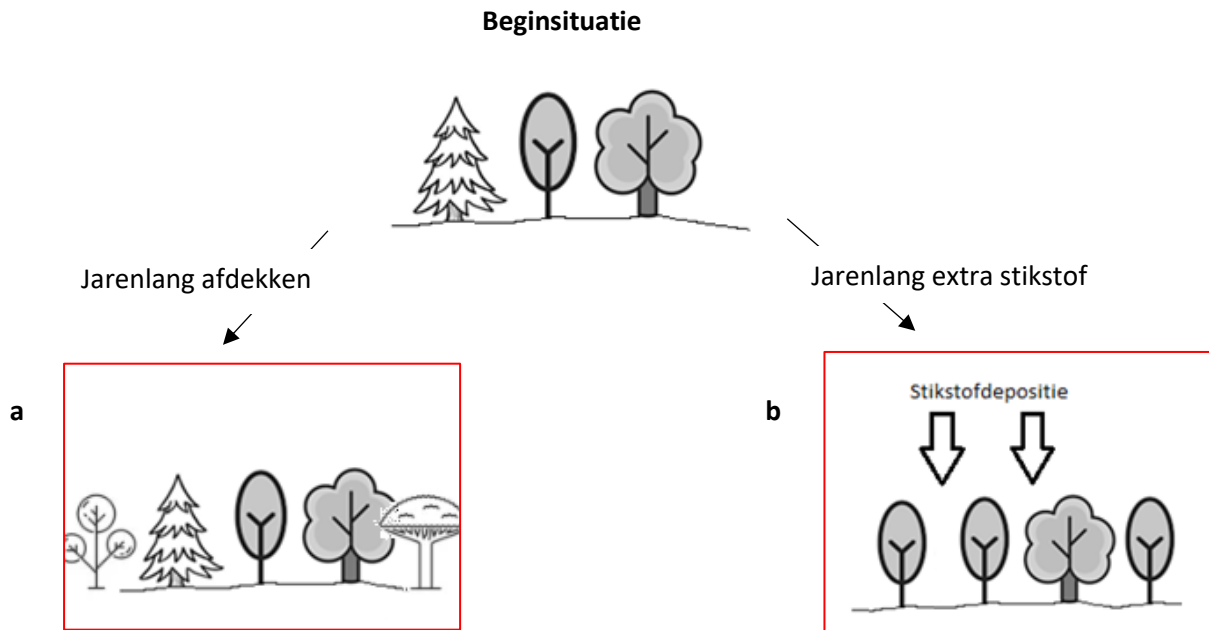 Beginsituatie
Jarenlang afdekken
Jarenlang extra stikstof
a
b
Stikstofdepositie